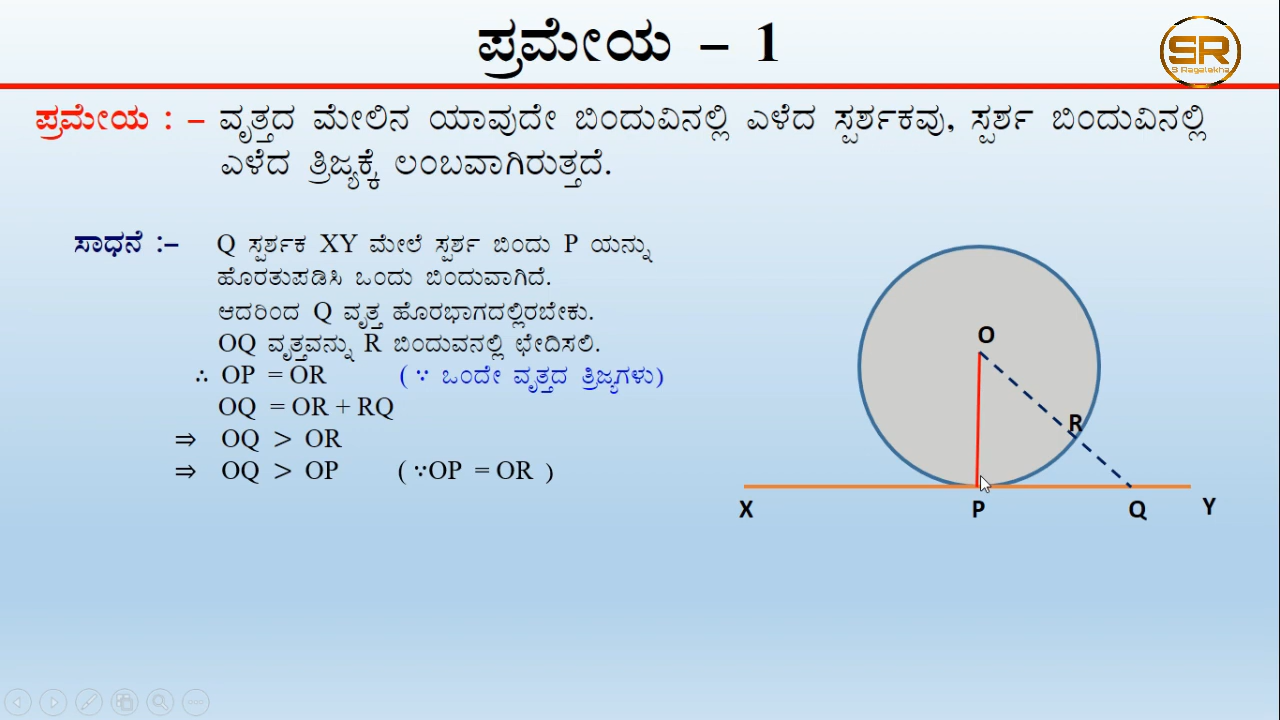 ಪ್ರಮೇಯ – 1
SR
S Ragalekha
ಪ್ರಮೇಯ : – ವೃತ್ತದ ಮೇಲಿನ ಯಾವುದೇ ಬಿಂದುವಿನಲ್ಲಿ ಎಳೆದ ಸ್ಪರ್ಶಕವು, ಸ್ಪರ್ಶ ಬಿಂದುವಿನಲ್ಲಿ
ಎಳೆದ ತ್ರಿಜ್ಯಕ್ಕೆ ಲಂಬವಾಗಿರುತ್ತದೆ.
ಸಾಧನೆ :– Q ಸ್ಪರ್ಶಕ XY ಮೇಲೆ ಸ್ಪರ್ಶ ಬಿಂದು P ಯನ್ನು
ಹೊರತುಪಡಿಸಿ ಒಂದು ಬಿಂದುವಾಗಿದೆ.
ಆದರಿಂದ Q ವೃತ್ತ ಹೊರಭಾಗದಲ್ಲಿರಬೇಕು.
OQ ವೃತ್ತವನ್ನು R ಬಿಂದುವನಲ್ಲಿ ಛೇದಿಸಲಿ.
∴ OP = OR ( ∵ ಒಂದೇ ವೃತ್ತದ ತ್ರಿಜ್ಯಗಳು)
OQ = OR + RQ
⇒ OQ > OR
⇒ OQ > OP ( ∵OP = OR )
O
R
X
P
Q
Y